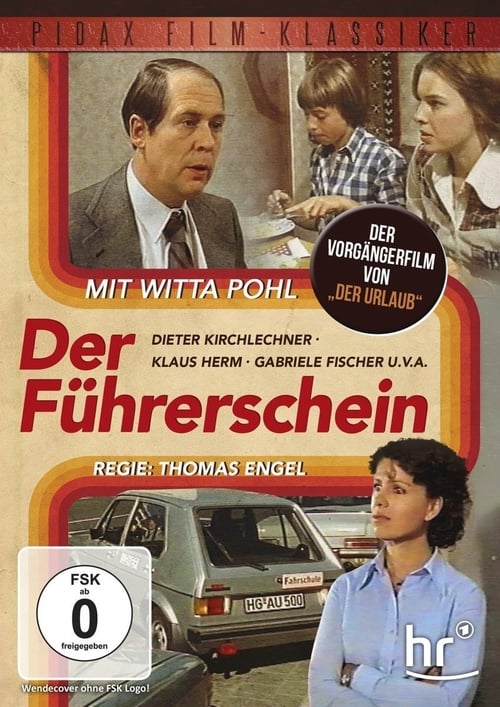 PIDAX FILM-KLASSIKER
DER
VORGÄNGERFILM
VON
„DER URLAUB“
MIT WITTA POHL
DIETER KIRCHLECHNER ·
KLAUS HERM · GABRIELE FISCHER U.V.A.
Der
Führerschein
REGIE: THOMAS ENGEL
Fahrschule
HG-AU 500
FSK
ab
0
freigegeben
Wendecover ohne FSK Logo!
hr
1